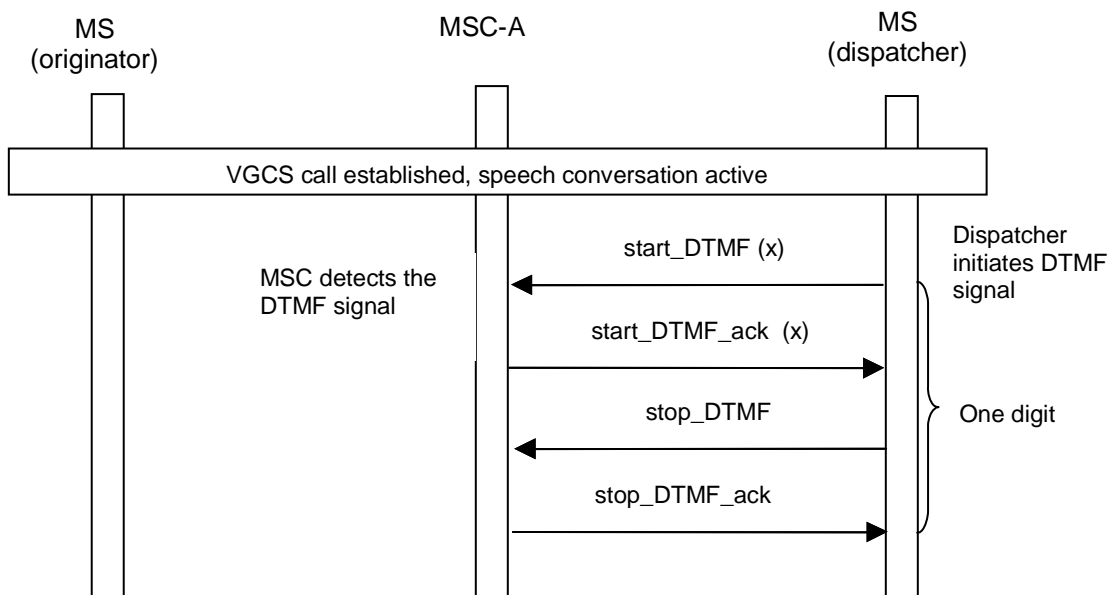 MS
(originator)
MSC-A
MS
(dispatcher)
VGCS call established, speech conversation active
start_DTMF (x)
Dispatcher
initiates DTMF
signal
MSC detects the
DTMF signal
start_DTMF_ack (x)
stop_DTMF
One digit
stop_DTMF_ack